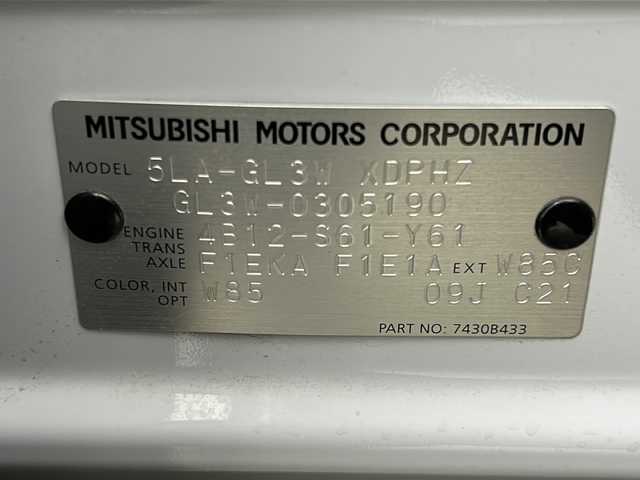 MITSUBISHI MOTORS CORPORATION
MODEL 5LA-GL3W XDPHZ
GL3W-0305190
ENGINE 4B12-S61-Y61
TRANS
AXLE F1EKA F1E1A EXT W85C
COLOR, INT W85 09J C21
OPT
PART NO: 7430B433